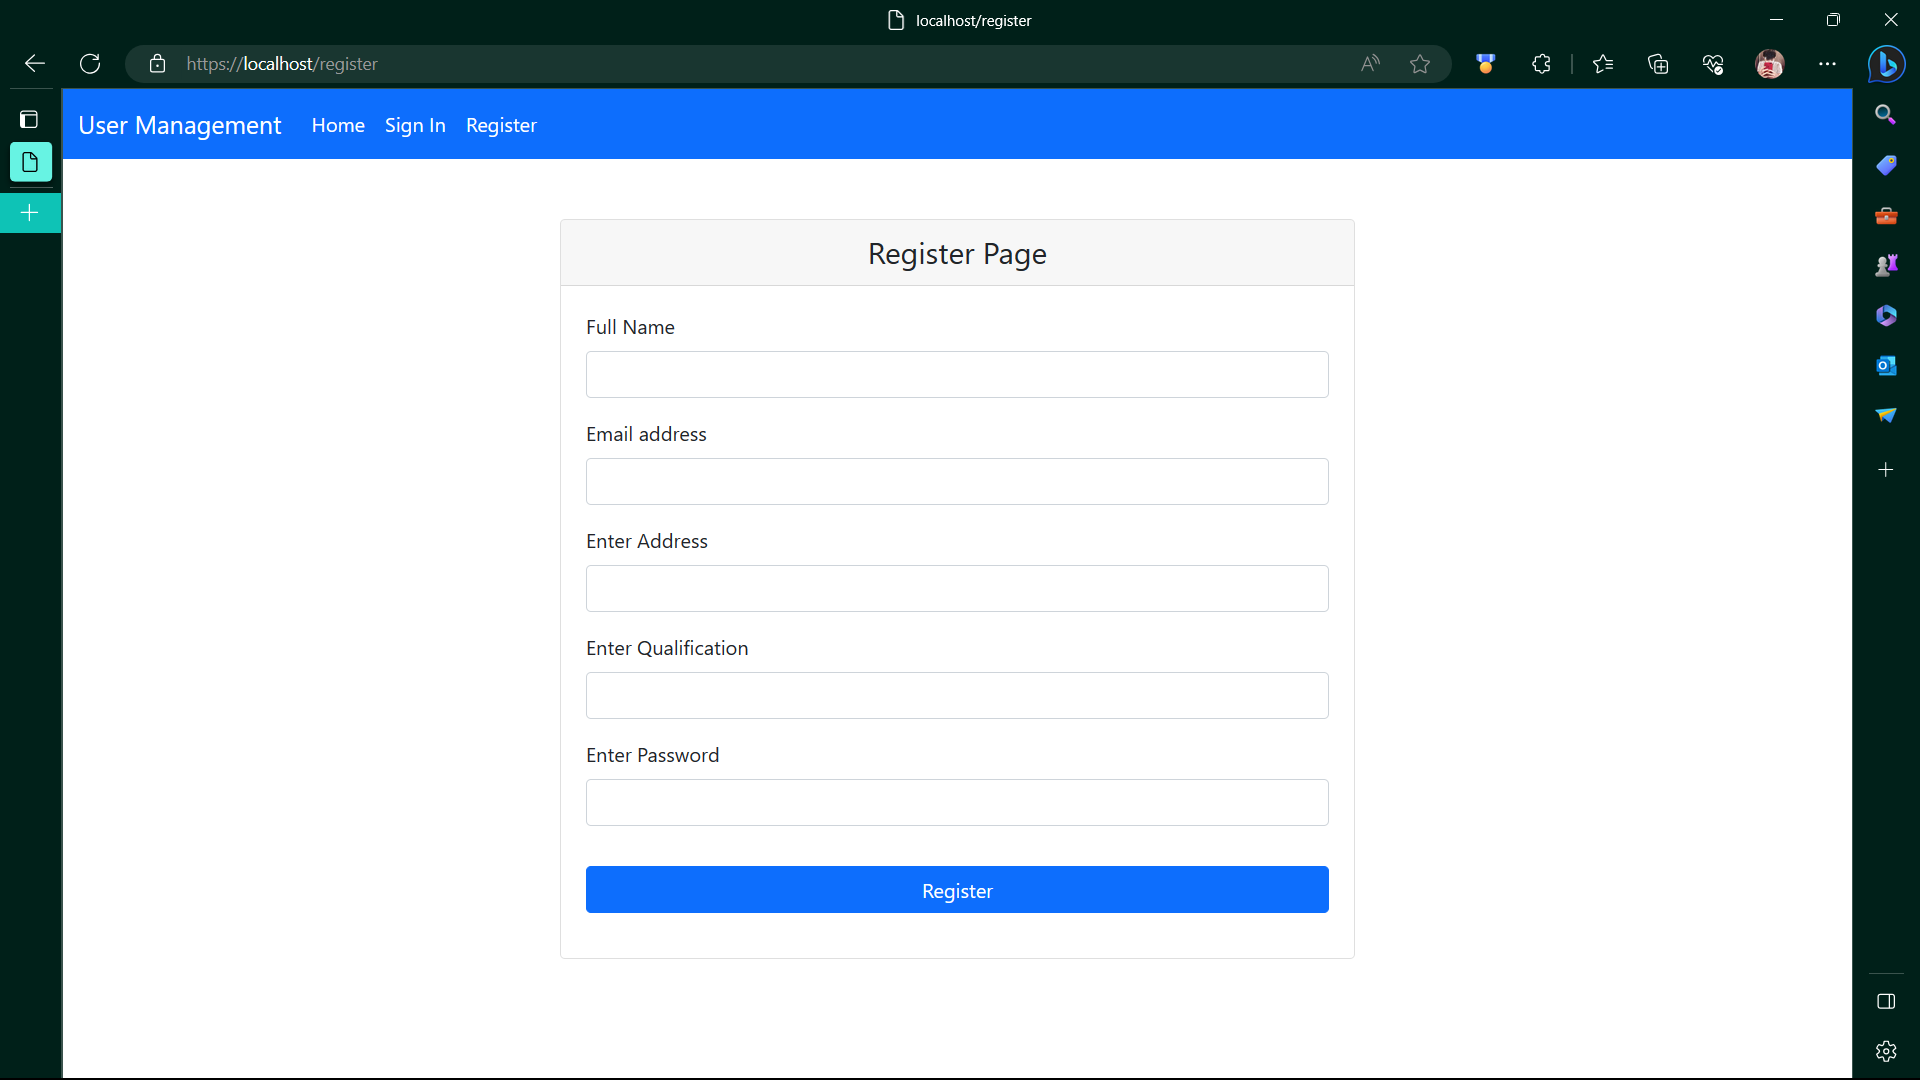 localhost/register
https://localhost/register
User Management Home Sign In Register
Register Page
Full Name
Email address
Enter Address
Enter Qualification
Enter Password
Register